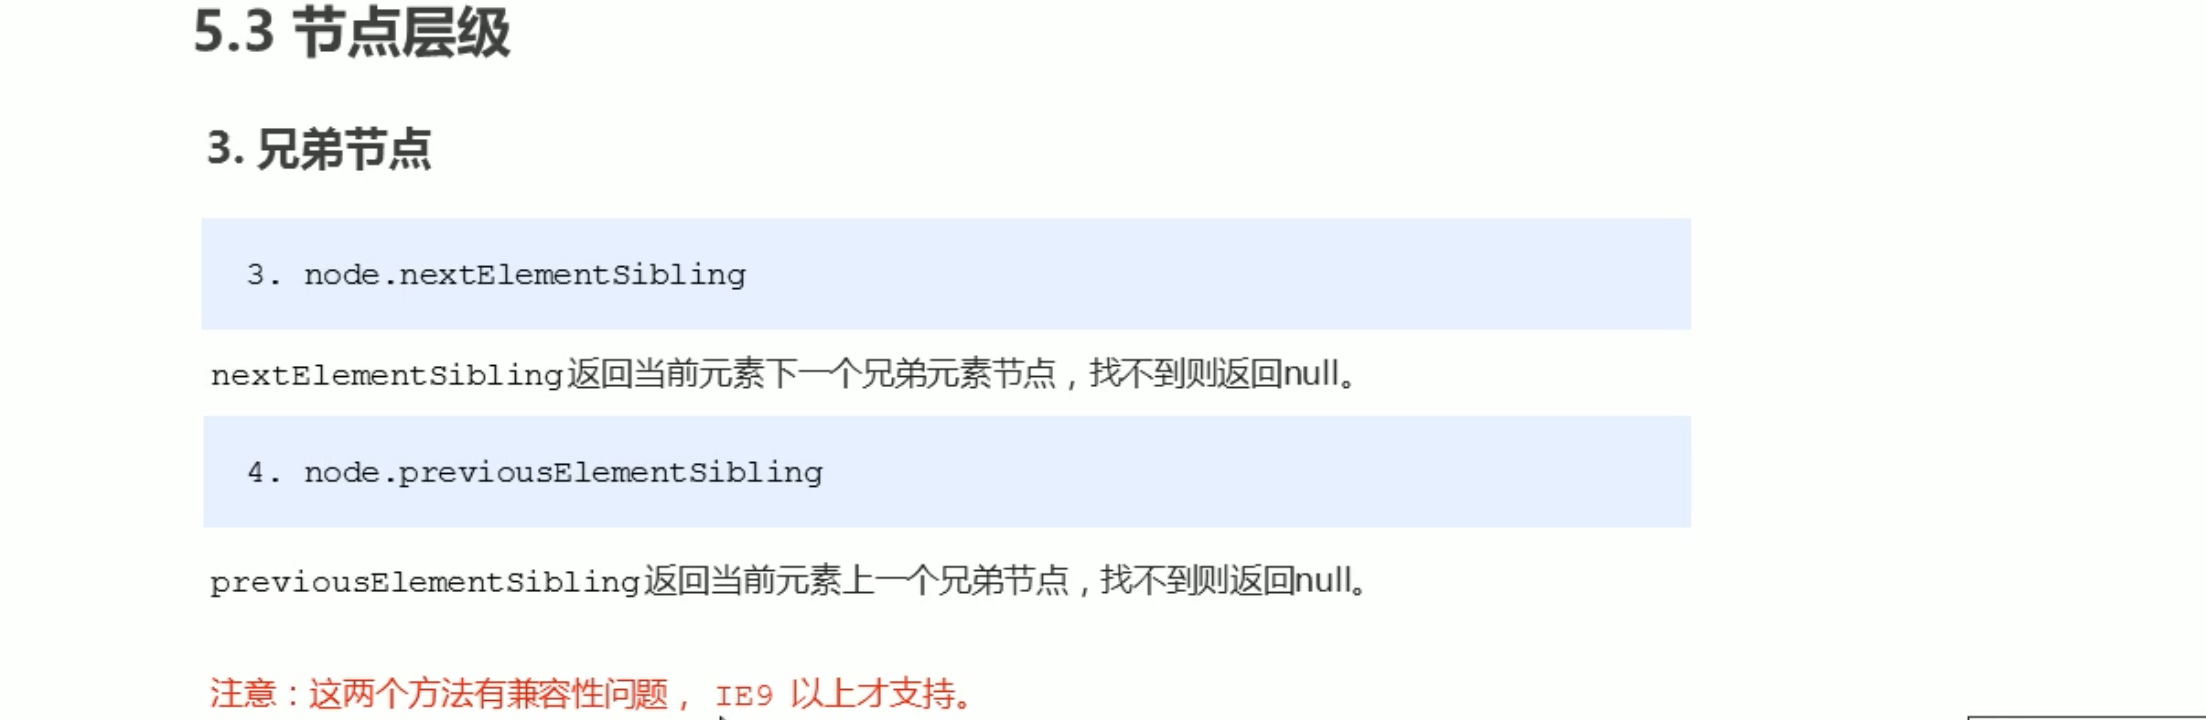 5.3 节点层级
3. 兄弟节点
3. node.nextElementSibling
nextElementSibling返回当前元素下一个兄弟元素节点，找不到则返回null。
4. node.previousElementSibling
previousElementSibling返回当前元素上一个兄弟节点，找不到则返回null。
注意：这两个方法有兼容性问题， IE9 以上才支持。